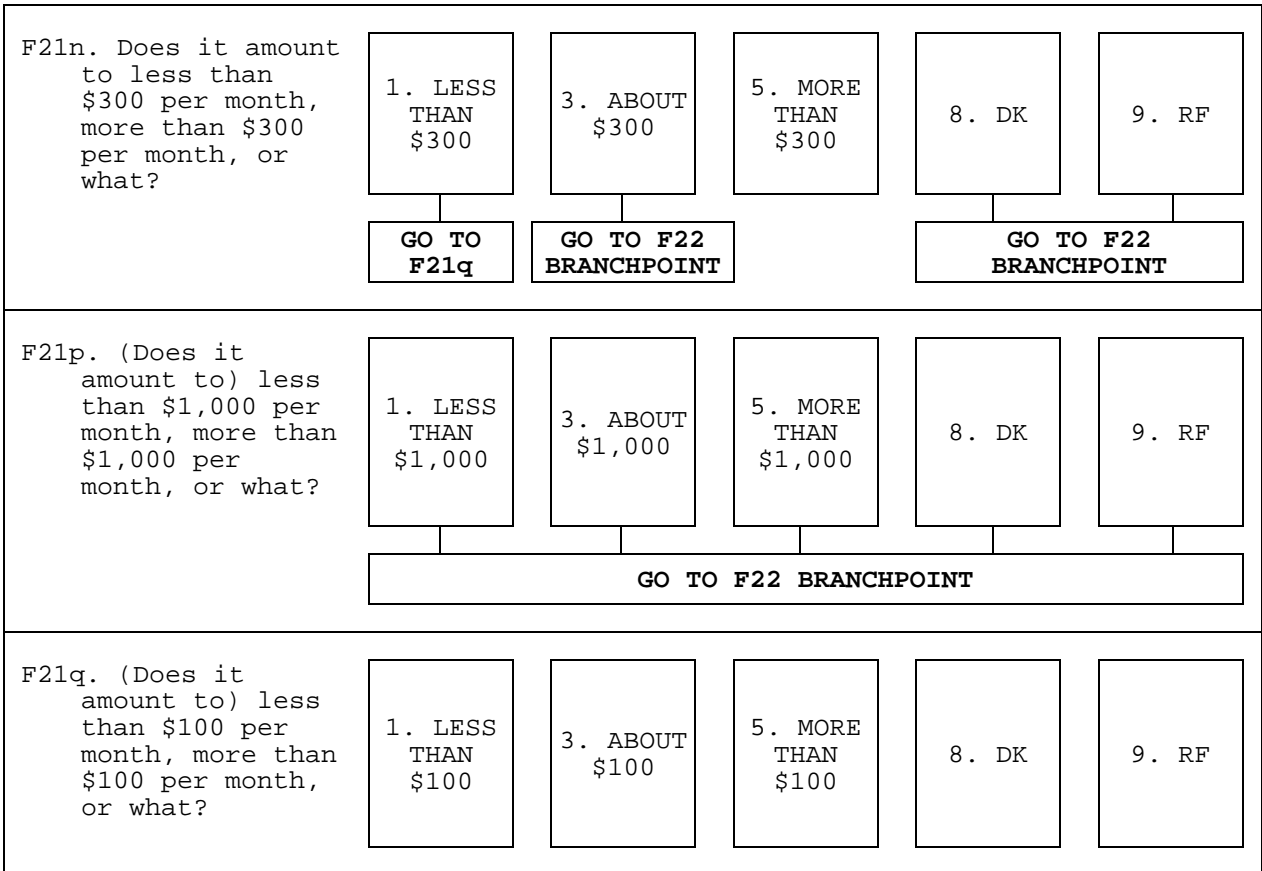 F21n. Does it amount
to less than
$300 per month,
more than $300
per month, or
what?
1. LESS
THAN
$300
3. ABOUT
$300
5. MORE
THAN
$300
8. DK
9. RF
GO TO
F21q
GO TO F22
BRANCHPOINT
GO TO F22
BRANCHPOINT
F21p. (Does it
amount to) less
than $1,000 per
month, more than
$1,000 per
month, or what?
1. LESS
THAN
$1,000
3. ABOUT
$1,000
5. MORE
THAN
$1,000
8. DK
9. RF
GO TO F22 BRANCHPOINT
F21q. (Does it
amount to) less
than $100 per
month, more than
$100 per month,
or what?
1. LESS
THAN
$100
3. ABOUT
$100
5. MORE
THAN
$100
8. DK
9. RF